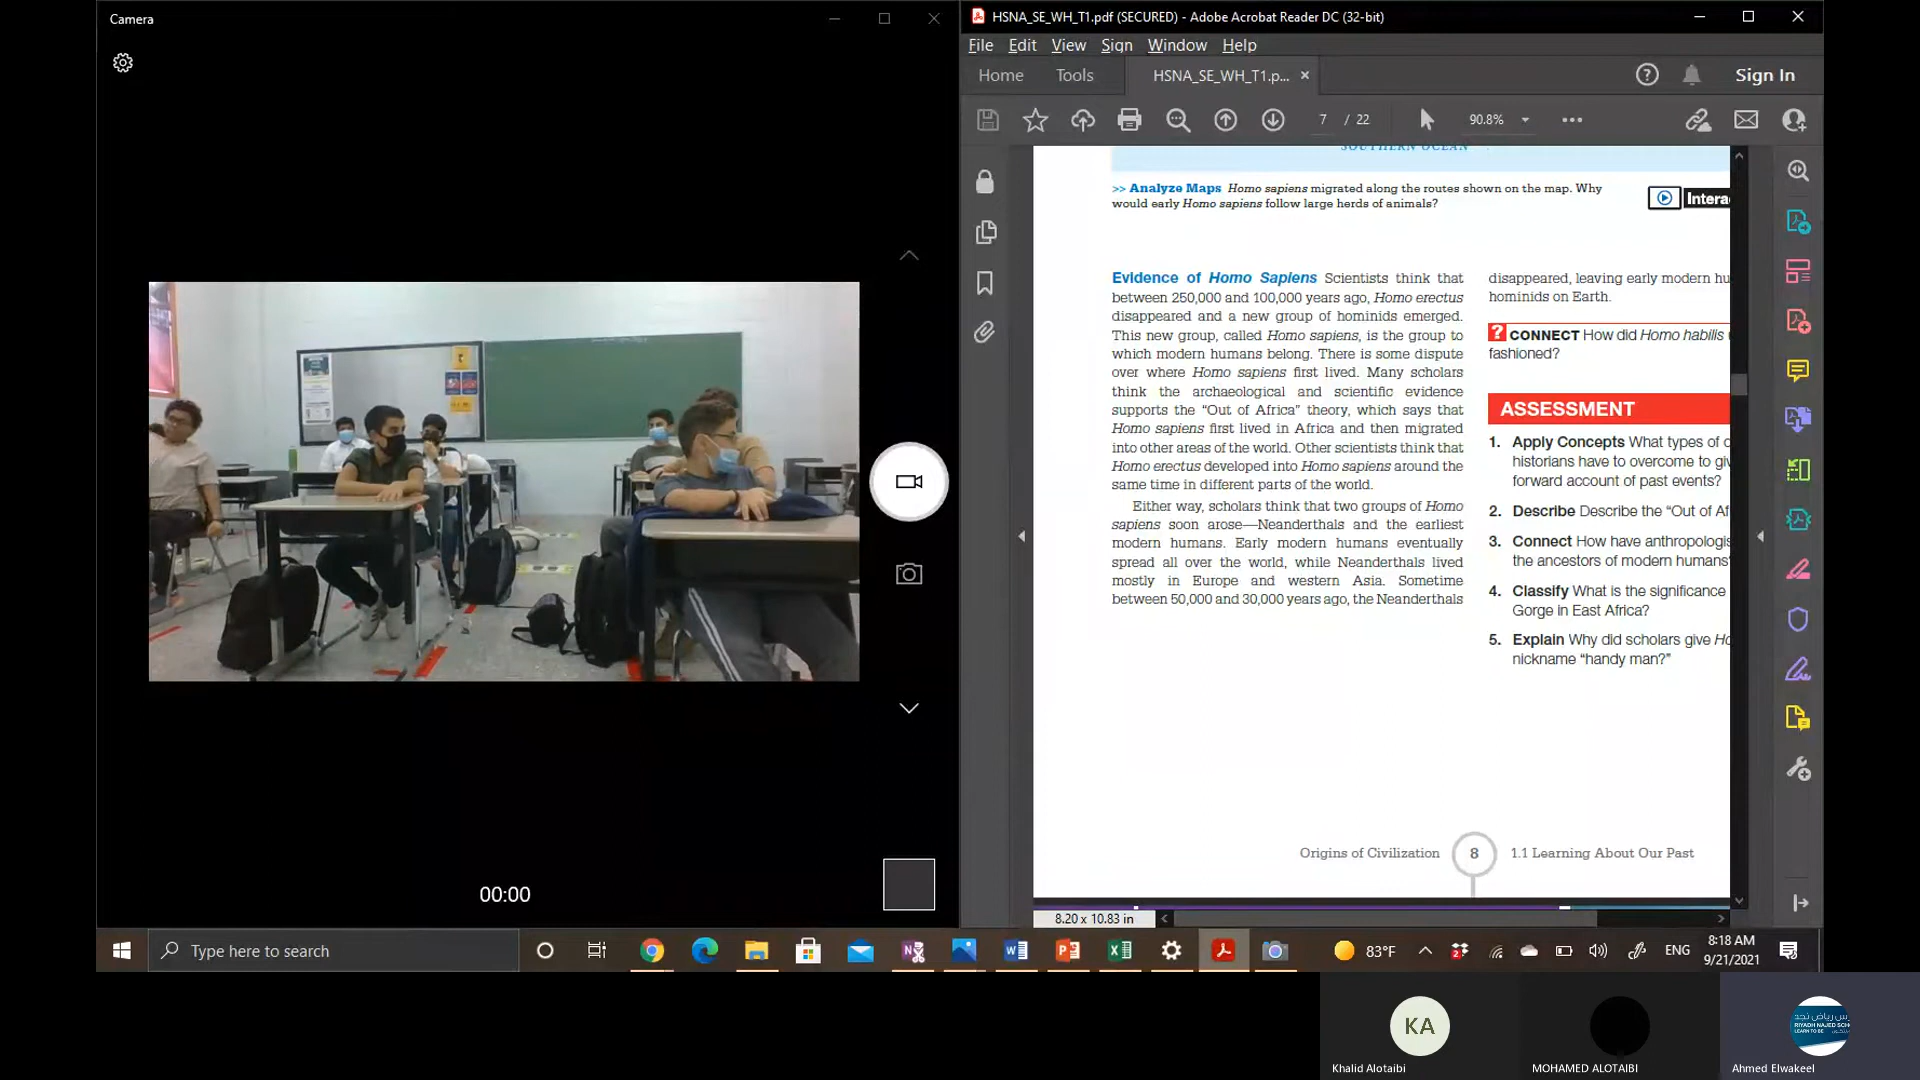 Camera
HSNA_SE_WH_T1.pdf (SECURED) - Adobe Acrobat Reader DC (32-bit)
File Edit View Sign Window Help
Home Tools HSNA_SE_WH_T1.p... Sign In
7 / 22 90.8%
SOUTHERN OCEAN
>> Analyze Maps Homo sapiens migrated along the routes shown on the map. Why
would early Homo sapiens follow large herds of animals?
Intera
Evidence of Homo Sapiens Scientists think that
between 250,000 and 100,000 years ago, Homo erectus
disappeared and a new group of hominids emerged.
This new group, called Homo sapiens, is the group to
which modern humans belong. There is some dispute
over where Homo sapiens first lived. Many scholars
think the archaeological and scientific evidence
supports the “Out of Africa” theory, which says that
Homo sapiens first lived in Africa and then migrated
into other areas of the world. Other scientists think that
Homo erectus developed into Homo sapiens around the
same time in different parts of the world.
Either way, scholars think that two groups of Homo
sapiens soon arose—Neanderthals and the earliest
modern humans. Early modern humans eventually
spread all over the world, while Neanderthals lived
mostly in Europe and western Asia. Sometime
between 50,000 and 30,000 years ago, the Neanderthals
disappeared, leaving early modern hu
hominids on Earth.
? CONNECT How did Homo habilis
fashioned?
ASSESSMENT
1. Apply Concepts What types of
historians have to overcome to gi
forward account of past events?
2. Describe Describe the “Out of Af
3. Connect How have anthropologis
the ancestors of modern humans
4. Classify What is the significance
Gorge in East Africa?
5. Explain Why did scholars give Ho
nickname “handy man?”
Origins of Civilization 8 1.1 Learning About Our Past
8.20 x 10.83 in
00:00
Type here to search
83°F ENG 8:18 AM
9/21/2021
KA
Khalid Alotaibi
MOHAMED ALOTAIBI
RIYADH NAJED SCH
Ahmed Elwakeel